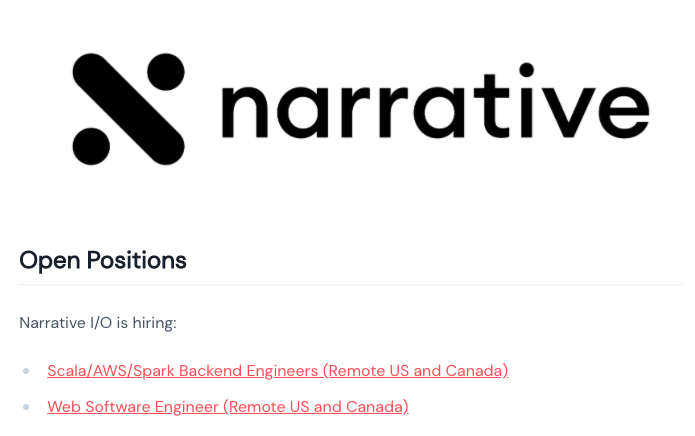 narrative
Open Positions
Narrative I/O is hiring:
Scala/AWS/Spark Backend Engineers (Remote US and Canada)
Web Software Engineer (Remote US and Canada)